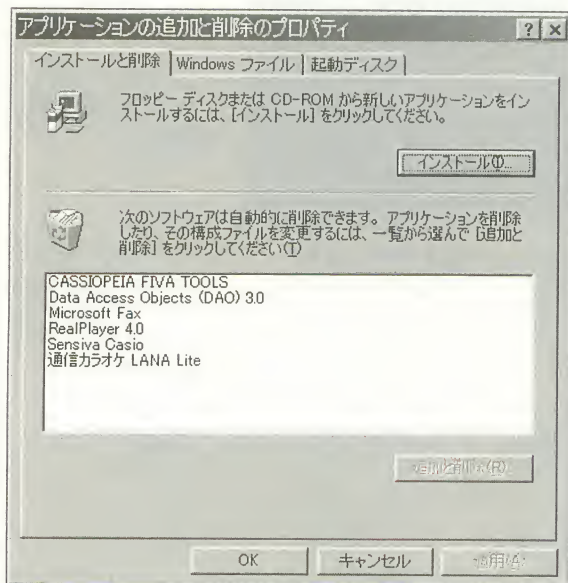 アプリケーションの追加と削除のプロパティ
インストールと削除 Windows ファイル 起動ディスク
フロッピー ディスクまたは CD-ROM から新しいアプリケーションをイン
ストールするには、[インストール] をクリックしてください。
インストール(I)...
次のソフトウェアは自動的に削除できます。アプリケーションを削除
したり、その構成ファイルを変更するには、一覧から選んで [追加と
削除] をクリックしてください(T)
CASSIOPEIA FIVA TOOLS
Data Access Objects (DAO) 3.0
Microsoft Fax
RealPlayer 4.0
Sensiva Casio
通信カラオケ LANA Lite
追加と削除(R)...
OK キャンセル 適用(A)